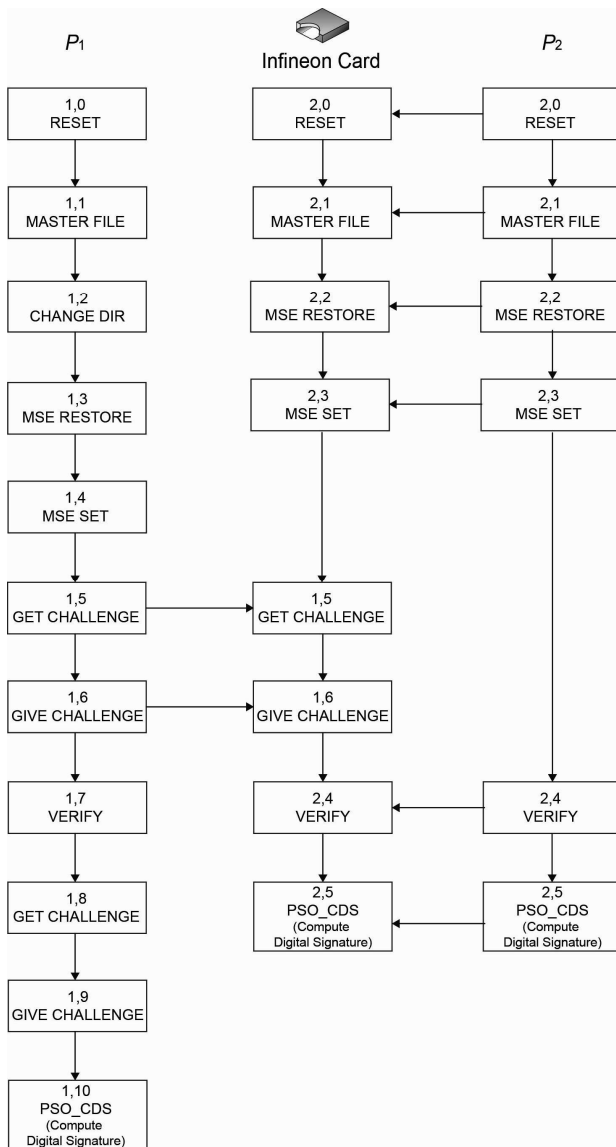 P1
Infineon Card
P2
1,0
RESET
2,0
RESET
2,0
RESET
1,1
MASTER FILE
2,1
MASTER FILE
2,1
MASTER FILE
1,2
CHANGE DIR
2,2
MSE RESTORE
2,2
MSE RESTORE
1,3
MSE RESTORE
2,3
MSE SET
2,3
MSE SET
1,4
MSE SET
1,5
GET CHALLENGE
1,5
GET CHALLENGE
1,6
GIVE CHALLENGE
1,6
GIVE CHALLENGE
1,7
VERIFY
2,4
VERIFY
2,4
VERIFY
1,8
GET CHALLENGE
2,5
PSO_CDS
(Compute
Digital Signature)
2,5
PSO_CDS
(Compute
Digital Signature)
1,9
GIVE CHALLENGE
1,10
PSO_CDS
(Compute
Digital Signature)